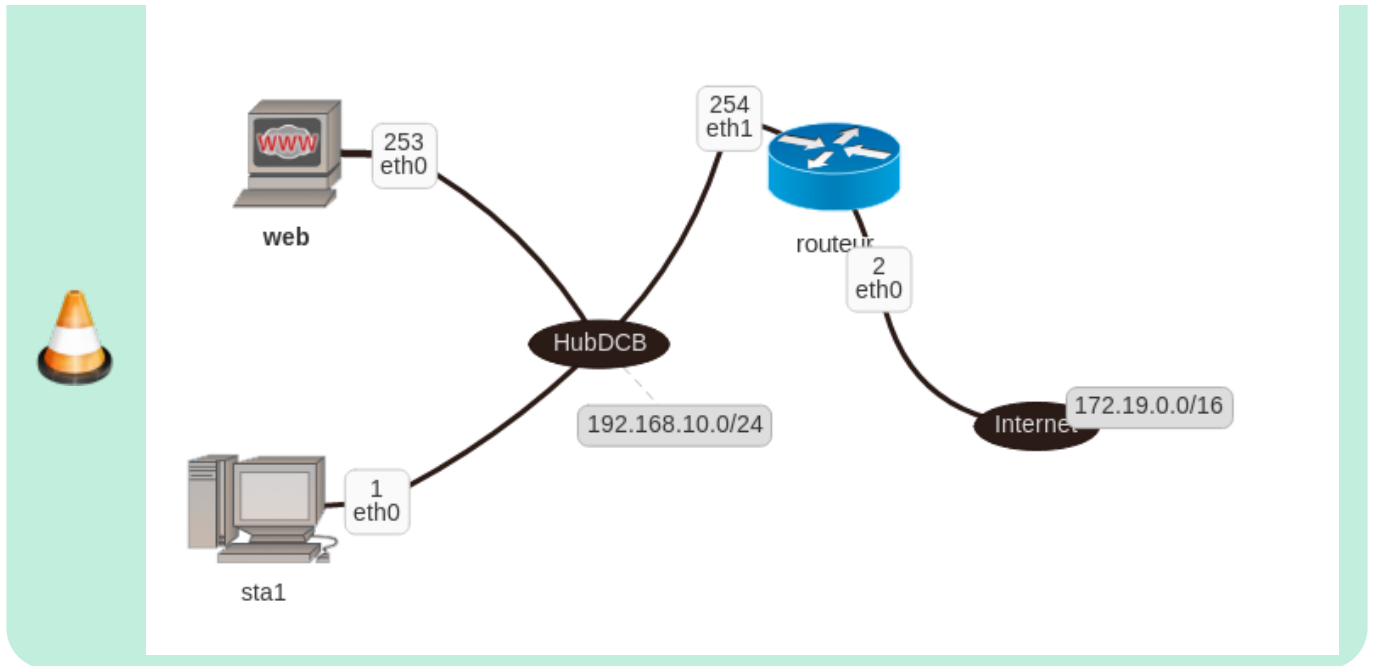 WWW
253
eth0
web
254
eth1
routeur
2
eth0
HubDCB
192.168.10.0/24
Internet
172.19.0.0/16
1
eth0
sta1